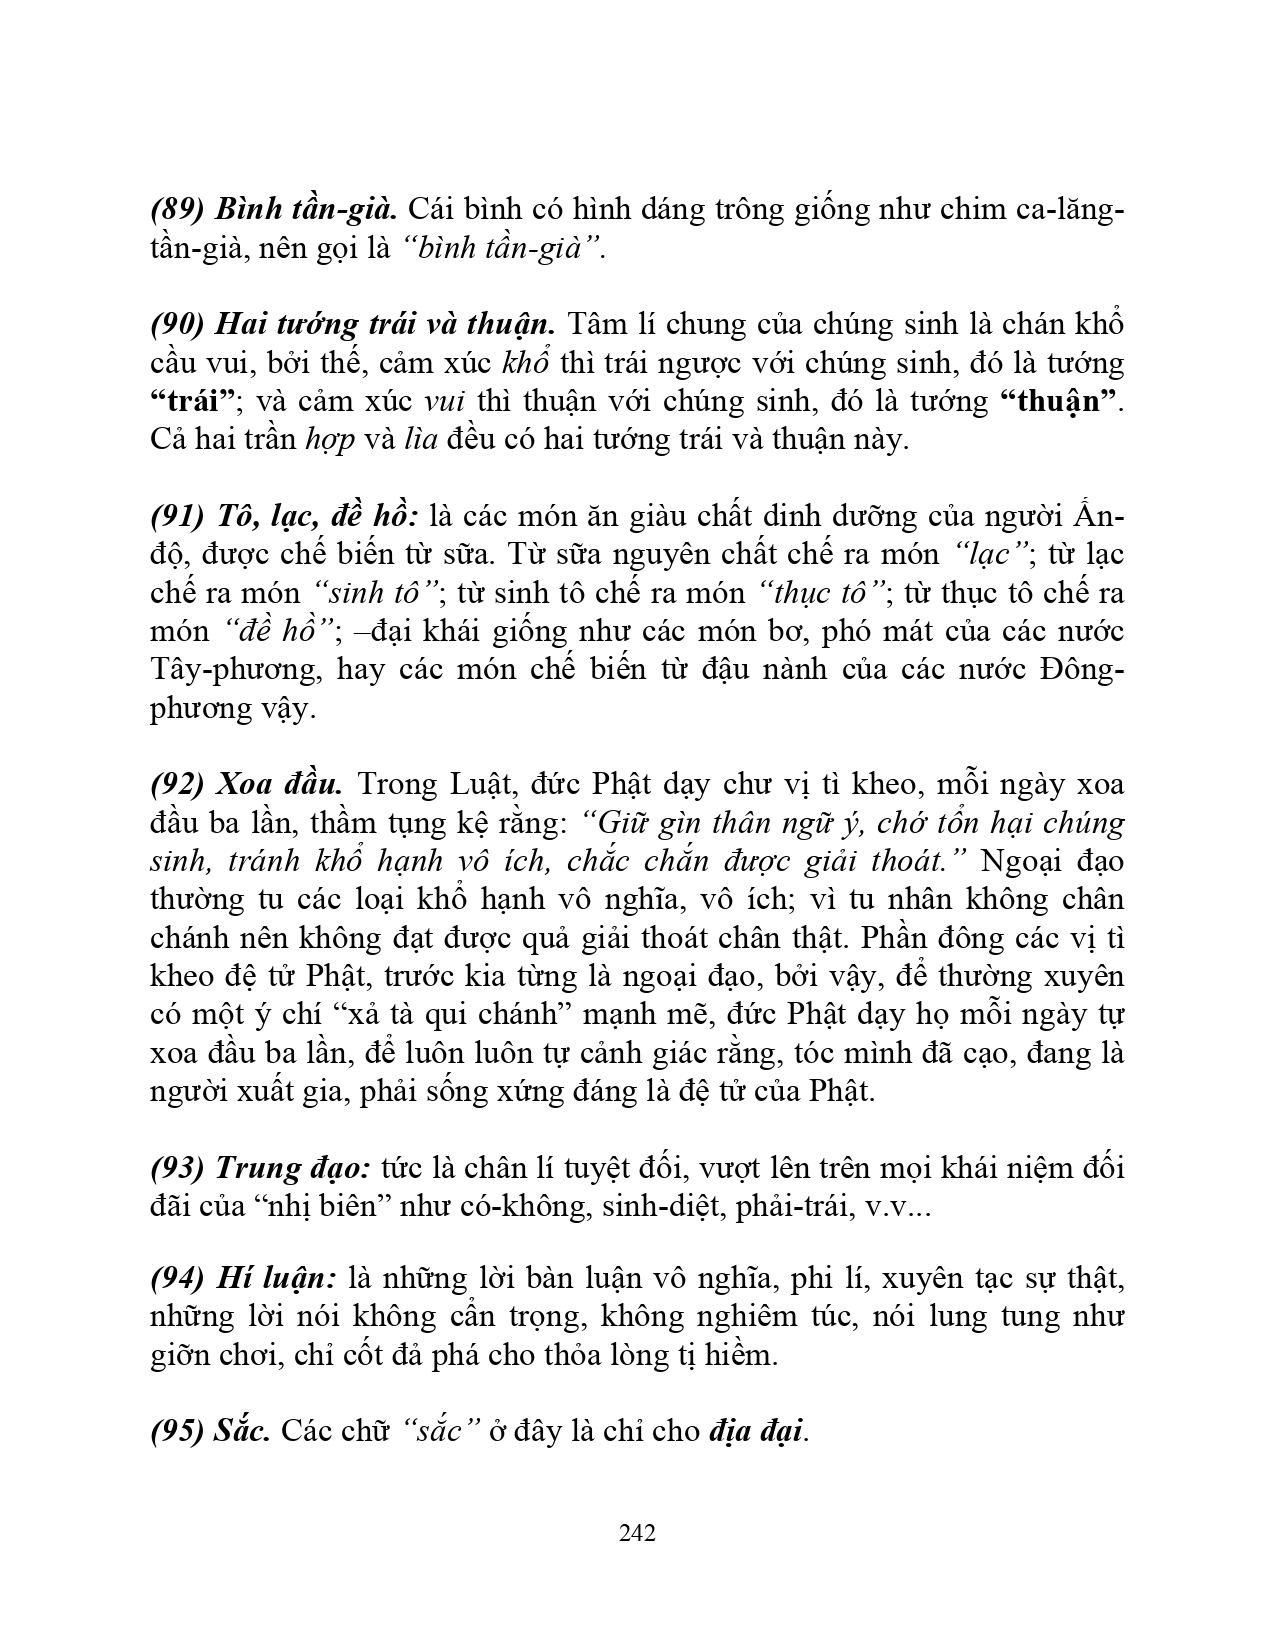 (89) Bình tần-già. Cái bình có hình dáng trông giống như chim ca-lăng-
tần-già, nên gọi là “bình tần-già”.
(90) Hai tướng trái và thuận. Tâm lí chung của chúng sinh là chán khổ
cầu vui, bởi thế, cảm xúc khổ thì trái ngược với chúng sinh, đó là tướng
“trái”; và cảm xúc vui thì thuận với chúng sinh, đó là tướng “thuận”.
Cả hai trần hợp và lìa đều có hai tướng trái và thuận này.
(91) Tô, lạc, đề hồ: là các món ăn giàu chất dinh dưỡng của người Ấn-
độ, được chế biến từ sữa. Từ sữa nguyên chất chế ra món “lạc”; từ lạc
chế ra món “sinh tô”; từ sinh tô chế ra món “thục tô”; từ thục tô chế ra
món “đề hồ”; –đại khái giống như các món bơ, phó mát của các nước
Tây-phương, hay các món chế biến từ đậu nành của các nước Đông-
phương vậy.
(92) Xoa đầu. Trong Luật, đức Phật dạy chư vị tì kheo, mỗi ngày xoa
đầu ba lần, thầm tụng kệ rằng: “Giữ gìn thân ngữ ý, chớ tổn hại chúng
sinh, tránh khổ hạnh vô ích, chắc chắn được giải thoát.” Ngoại đạo
thường tu các loại khổ hạnh vô nghĩa, vô ích; vì tu nhân không chân
chánh nên không đạt được quả giải thoát chân thật. Phần đông các vị tì
kheo đệ tử Phật, trước kia từng là ngoại đạo, bởi vậy, để thường xuyên
có một ý chí “xả tà qui chánh” mạnh mẽ, đức Phật dạy họ mỗi ngày tự
xoa đầu ba lần, để luôn luôn tự cảnh giác rằng, tóc mình đã cạo, đang là
người xuất gia, phải sống xứng đáng là đệ tử của Phật.
(93) Trung đạo: tức là chân lí tuyệt đối, vượt lên trên mọi khái niệm đối
đãi của “nhị biên” như có-không, sinh-diệt, phải-trái, v.v...
(94) Hí luận: là những lời bàn luận vô nghĩa, phi lí, xuyên tạc sự thật,
những lời nói không cẩn trọng, không nghiêm túc, nói lung tung như
giỡn chơi, chỉ cốt đả phá cho thỏa lòng tị hiềm.
(95) Sắc. Các chữ “sắc” ở đây là chỉ cho địa đại.
242